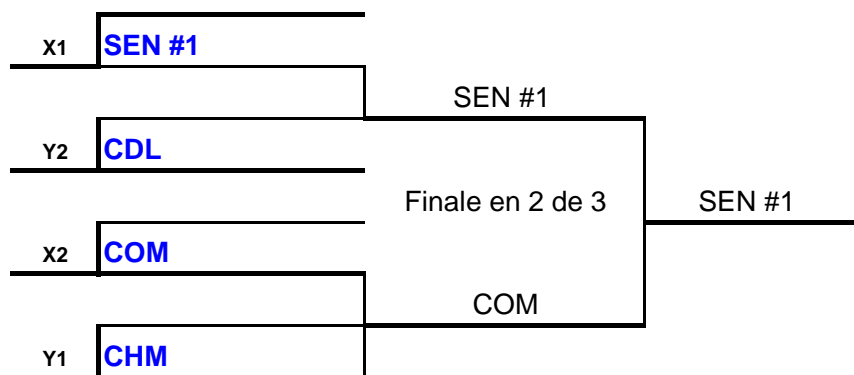 X1 SEN #1
SEN #1
Y2 CDL
Finale en 2 de 3 SEN #1
X2 COM
COM
Y1 CHM